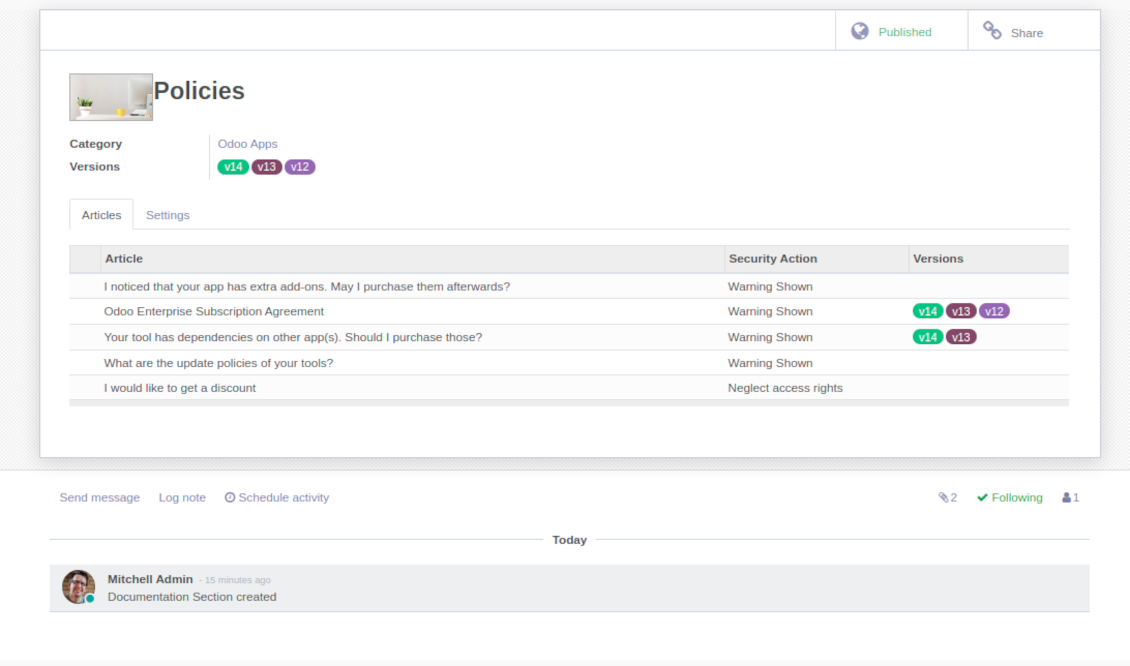 Published Share
Policies
Category Odoo Apps
Versions v14 v13 v12
Articles Settings
Article Security Action Versions
I noticed that your app has extra add-ons. May I purchase them afterwards? Warning Shown
Odoo Enterprise Subscription Agreement Warning Shown v14 v13 v12
Your tool has dependencies on other app(s). Should I purchase those? Warning Shown v14 v13
What are the update policies of your tools? Warning Shown
I would like to get a discount Neglect access rights
Send message Log note Schedule activity 2 Following 1
Today
Mitchell Admin - 15 minutes ago
Documentation Section created